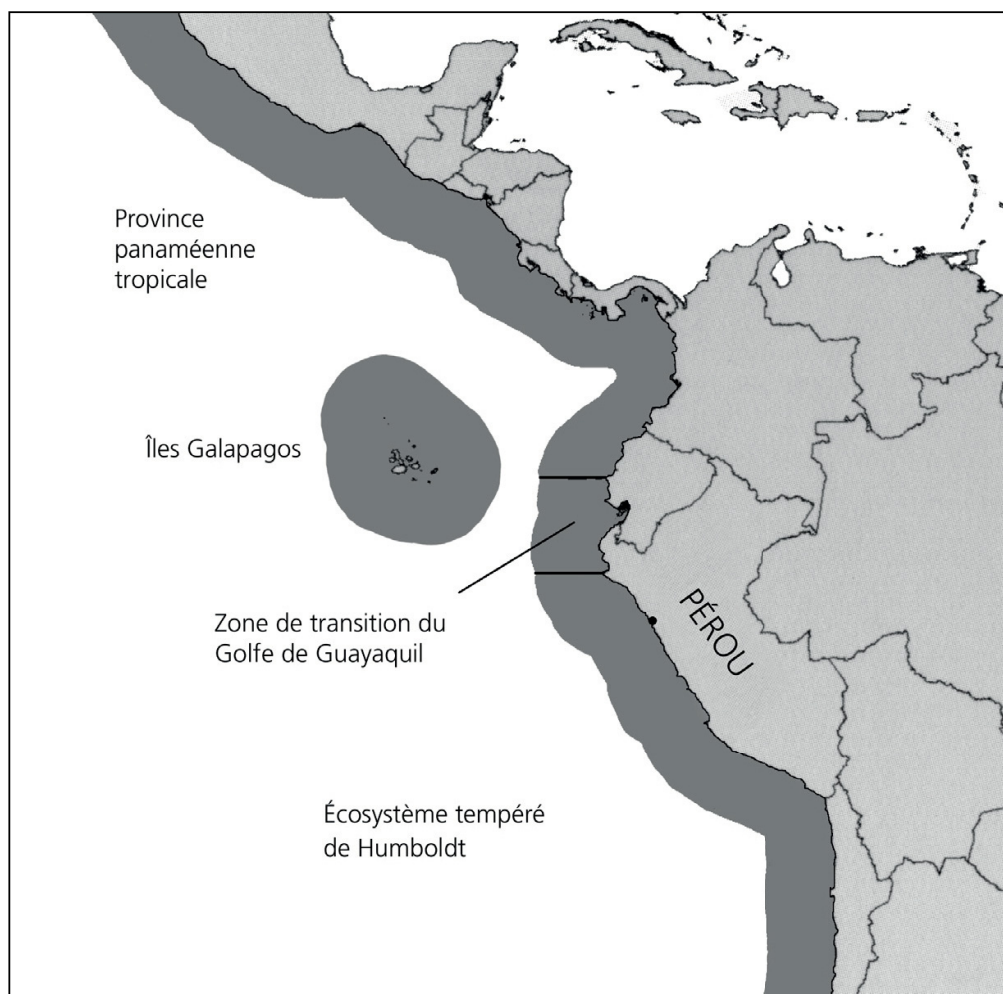 Province
panaméenne
tropicale
Îles Galapagos
Zone de transition du
Golfe de Guayaquil
PÉROU
Écosystème tempéré
de Humboldt